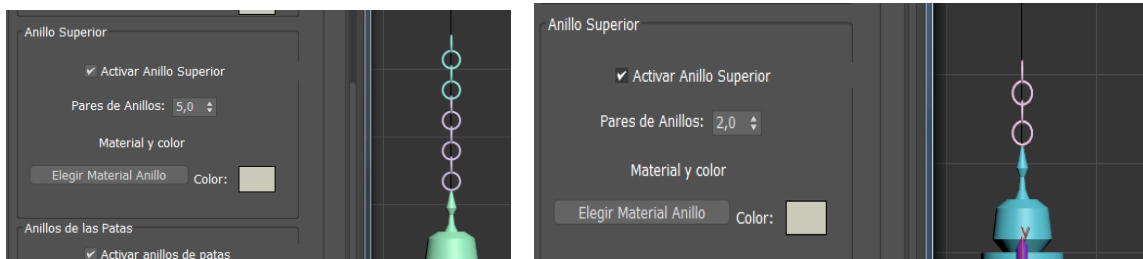 Anillo Superior
Activar Anillo Superior
Pares de Anillos: 5,0
Material y color
Elegir Material Anillo Color:
Anillos de las Patas
Activar anillos de patas
Anillo Superior
Activar Anillo Superior
Pares de Anillos: 2,0
Material y color
Elegir Material Anillo Color: